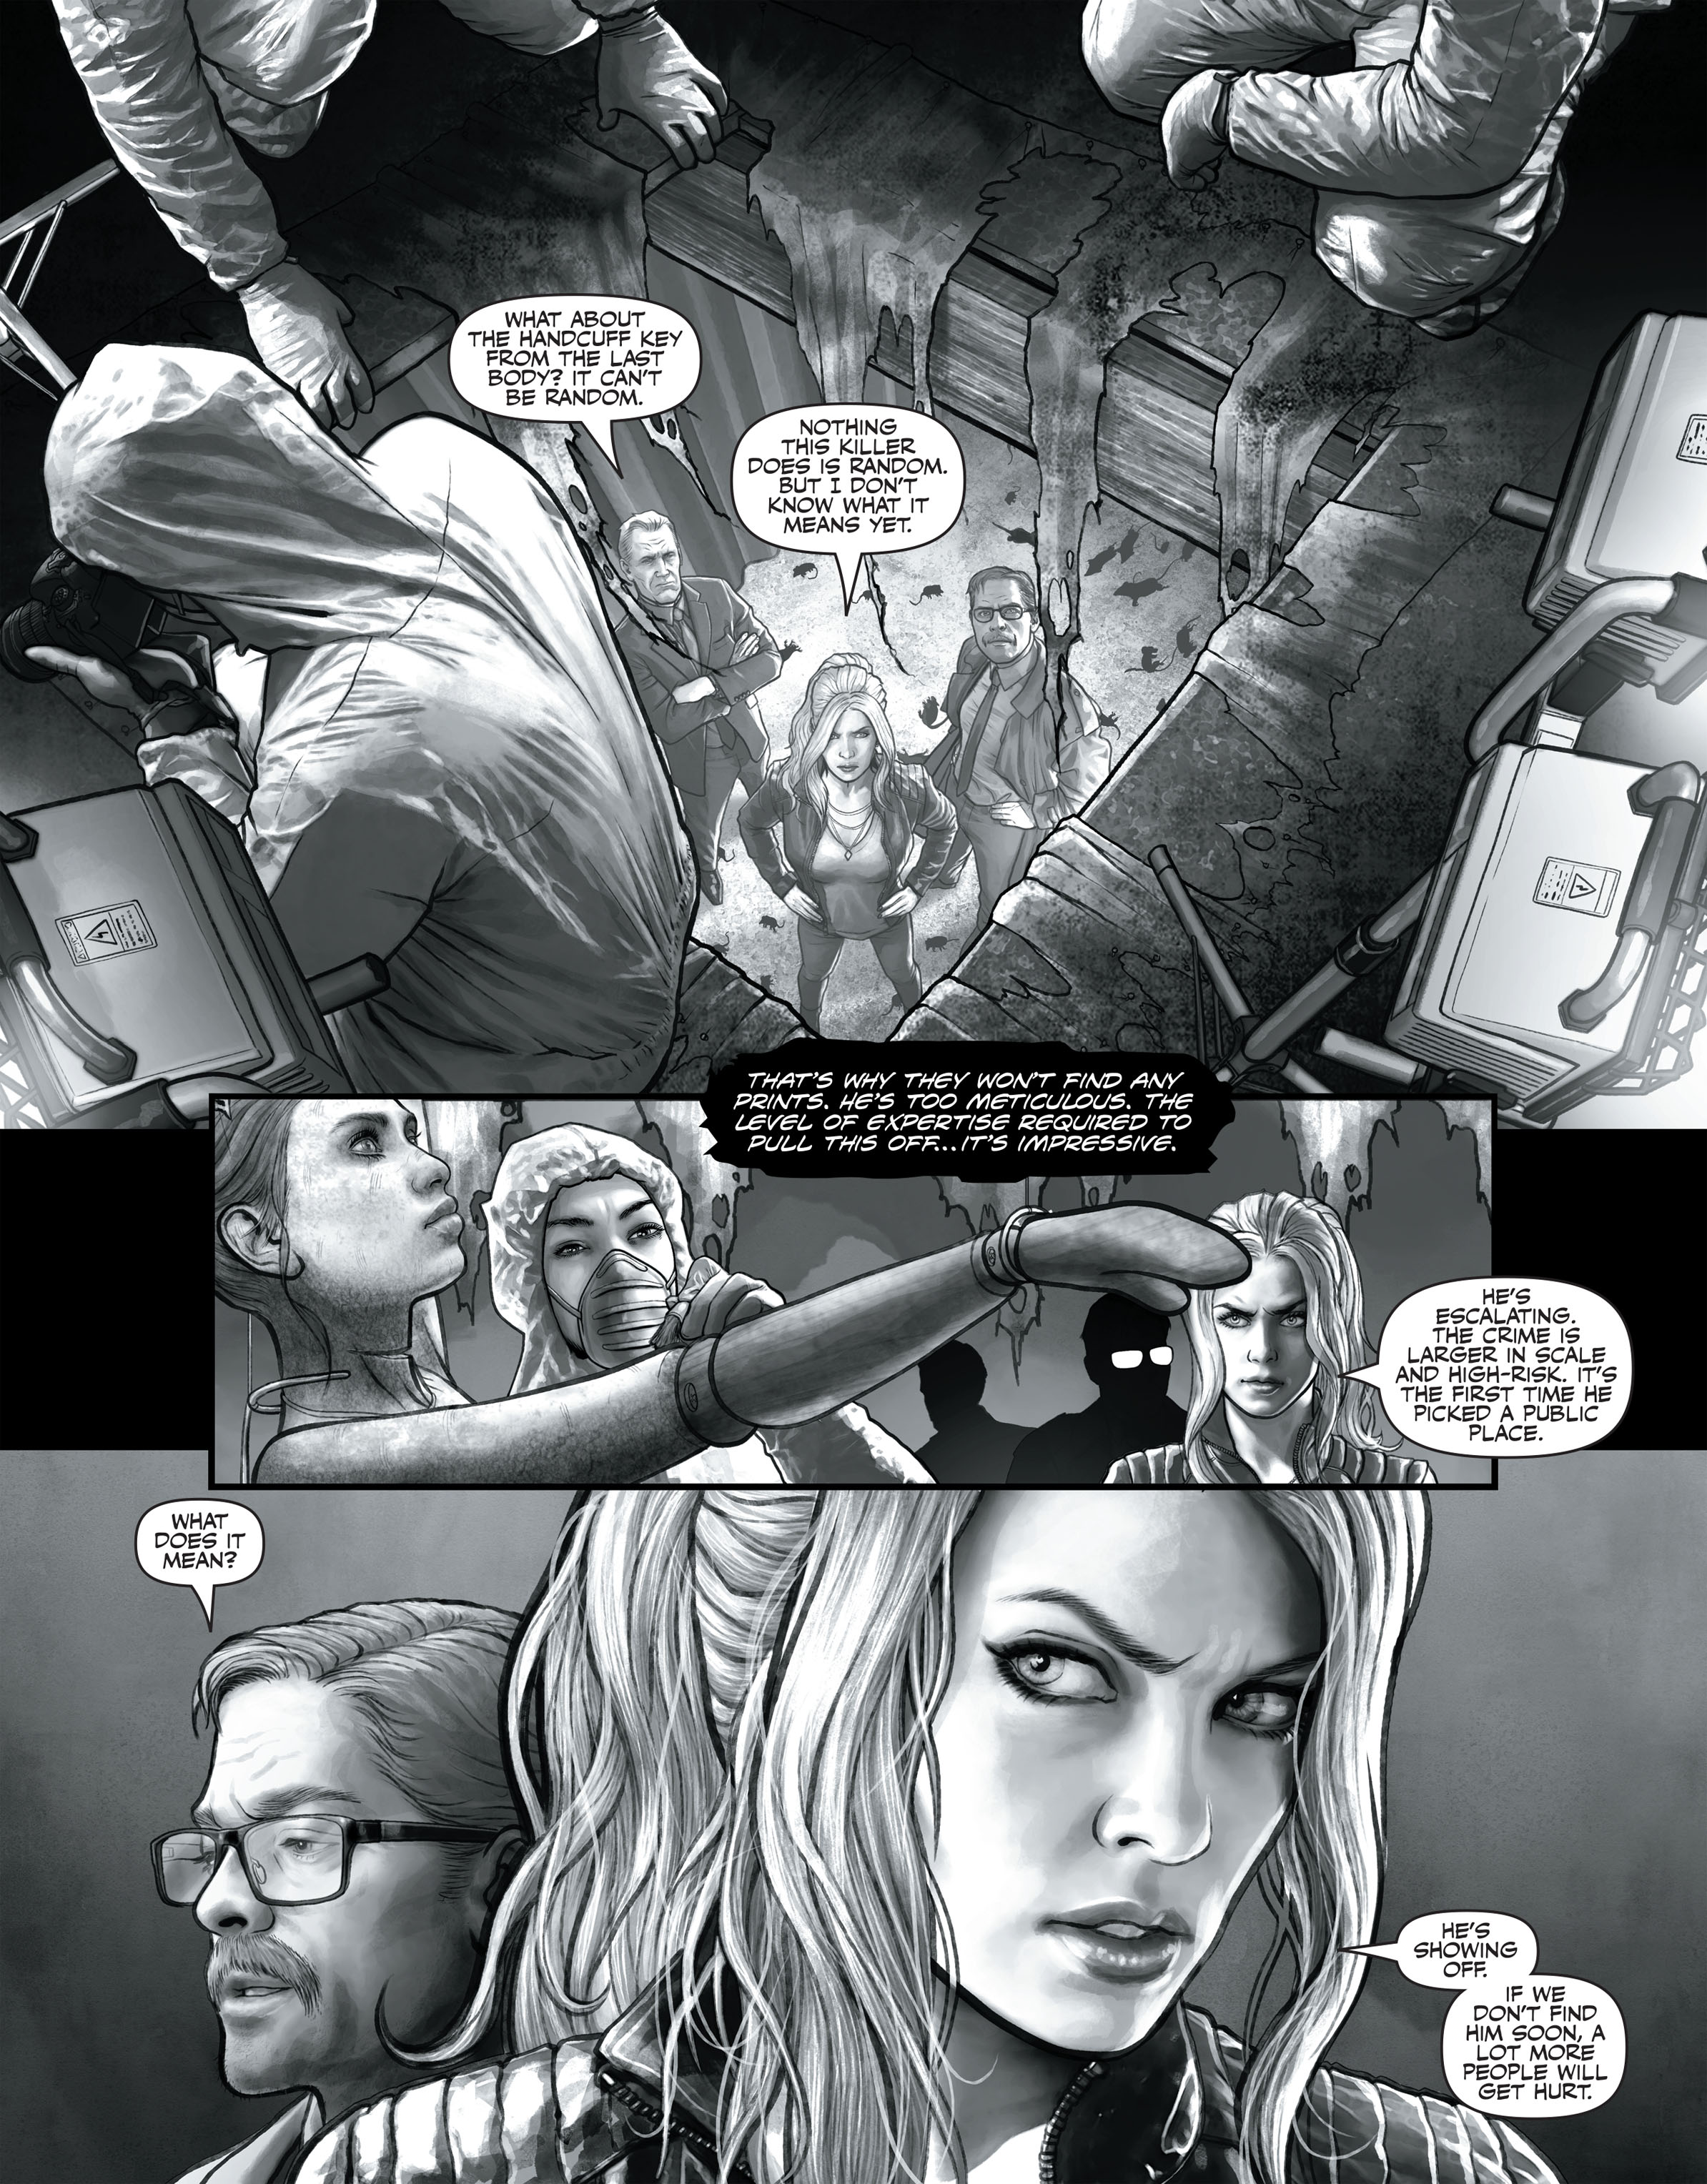 WHAT ABOUT
THE HANDCUFF KEY
FROM THE LAST
BODY? IT CAN'T
BE RANDOM.
NOTHING
THIS KILLER
DOES IS RANDOM.
BUT I DON'T
KNOW WHAT IT
MEANS YET.
THAT'S WHY THEY WON'T FIND ANY
PRINTS. HE'S TOO METICULOUS. THE
LEVEL OF EXPERTISE REQUIRED TO
PULL THIS OFF...IT'S IMPRESSIVE.
HE'S
ESCALATING.
THE CRIME IS
LARGER IN SCALE
AND HIGH-RISK. IT'S
THE FIRST TIME HE
PICKED A PUBLIC
PLACE.
WHAT
DOES IT
MEAN?
HE'S
SHOWING
OFF.
IF WE
DON'T FIND
HIM SOON, A
LOT MORE
PEOPLE WILL
GET HURT.